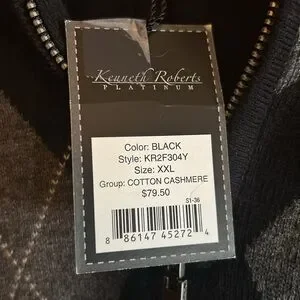 Kenneth Roberts
PLATINUM
Color: BLACK
Style: KR2F304Y
Size: XXL
Group: COTTON CASHMERE
$79.50
S1-36
8 86147 45272 4